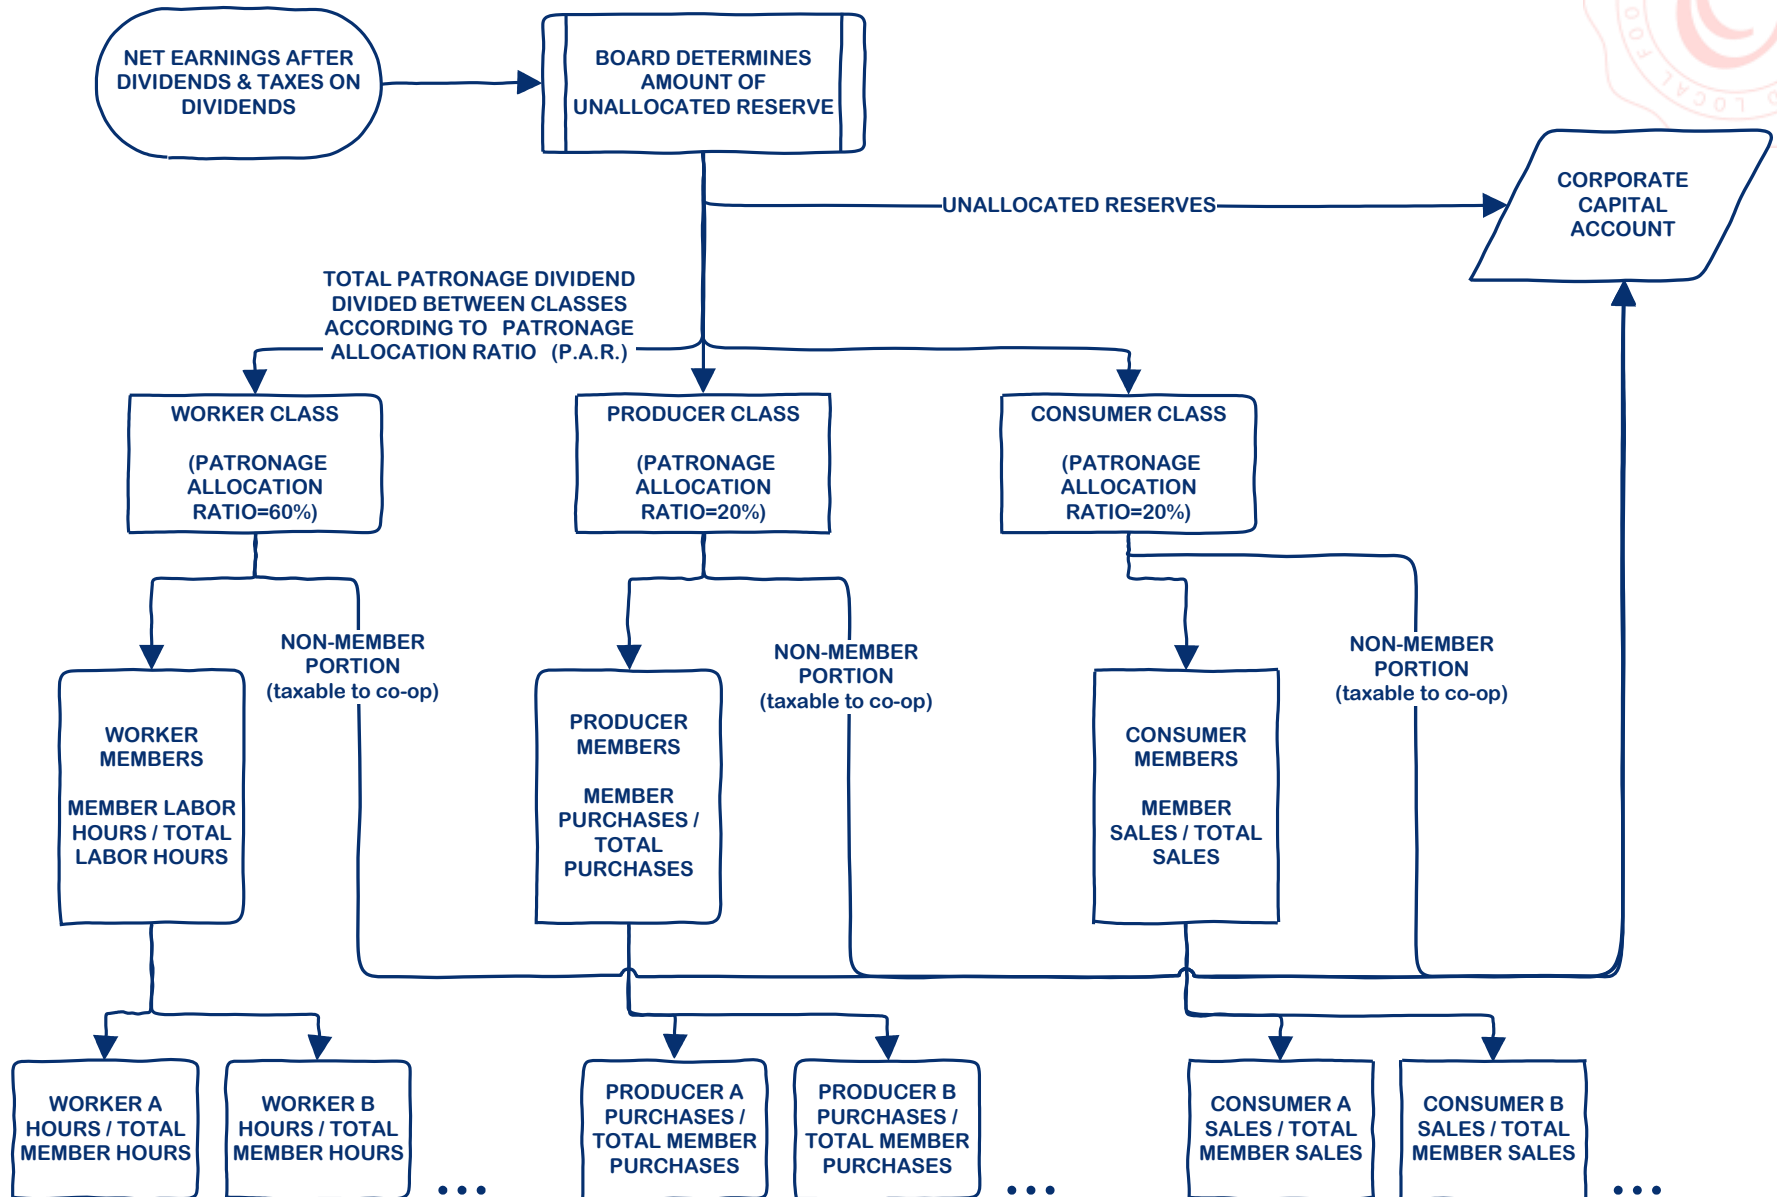 NET EARNINGS AFTER
DIVIDENDS & TAXES ON
DIVIDENDS
BOARD DETERMINES
AMOUNT OF
UNALLOCATED RESERVE
UNALLOCATED RESERVES
CORPORATE
CAPITAL
ACCOUNT
TOTAL PATRONAGE DIVIDEND
DIVIDED BETWEEN CLASSES
ACCORDING TO PATRONAGE
ALLOCATION RATIO (P.A.R.)
WORKER CLASS
(PATRONAGE
ALLOCATION
RATIO=60%)
PRODUCER CLASS
(PATRONAGE
ALLOCATION
RATIO=20%)
CONSUMER CLASS
(PATRONAGE
ALLOCATION
RATIO=20%)
NON-MEMBER
PORTION
(taxable to co-op)
NON-MEMBER
PORTION
(taxable to co-op)
NON-MEMBER
PORTION
(taxable to co-op)
WORKER
MEMBERS
MEMBER LABOR
HOURS / TOTAL
LABOR HOURS
PRODUCER
MEMBERS
MEMBER
PURCHASES /
TOTAL
PURCHASES
CONSUMER
MEMBERS
MEMBER
SALES / TOTAL
SALES
WORKER A
HOURS / TOTAL
MEMBER HOURS
WORKER B
HOURS / TOTAL
MEMBER HOURS
...
PRODUCER A
PURCHASES /
TOTAL MEMBER
PURCHASES
PRODUCER B
PURCHASES /
TOTAL MEMBER
PURCHASES
...
CONSUMER A
SALES / TOTAL
MEMBER SALES
CONSUMER B
SALES / TOTAL
MEMBER SALES
...
LOCAL